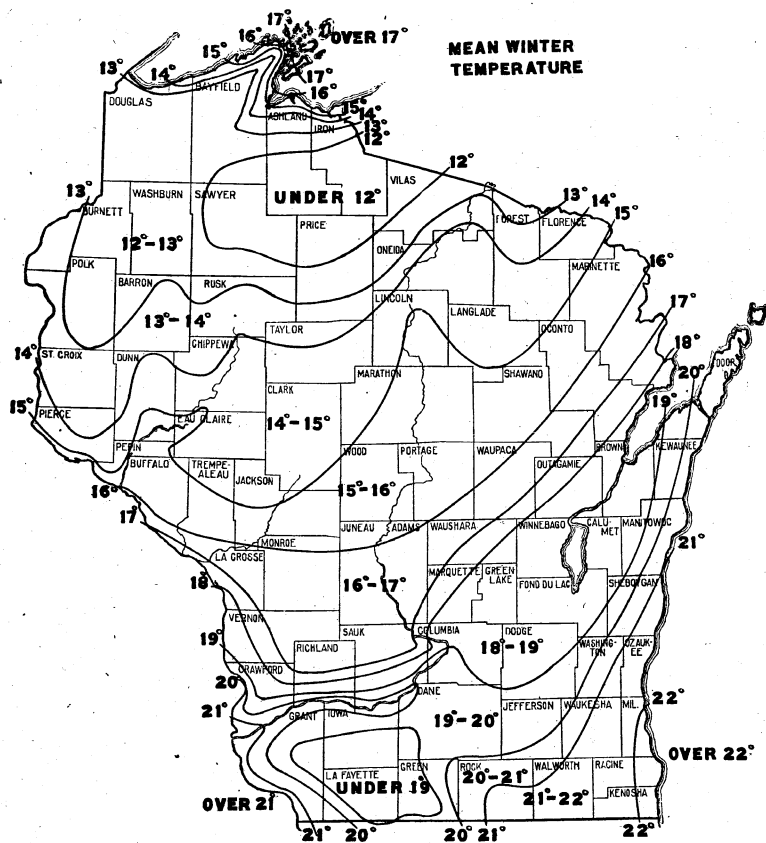 17°
16°
OVER 17°
15°
MEAN WINTER
TEMPERATURE
13°
14°
17°
BAYFIELD
16°
DOUGLAS
15°
ASHLAND
14°
IRON
13°
12°
12°
VILAS
13°
WASHBURN
SAWYER
UNDER 12°
13°
14°
BURNETT
FOREST
FLORENCE
15°
PRICE
12°-13°
ONEIDA
POLK
MARINETTE
16°
BARRON
RUSK
LINCOLN
17°
13°-14°
LANGLADE
TAYLOR
OCONTO
CHIPPEWA
18°
14°
ST. CROIX
DUNN
DOOR
MARATHON
SHAWANO
20°
CLARK
19°
15°
PIERCE
EAU CLAIRE
14°-15°
PEPIN
WOOD
PORTAGE
WAUPACA
BROWN
KEWAUNEE
BUFFALO
TREMPE-
ALEAU
JACKSON
OUTAGAMIE
16°
15°-16°
17°
JUNEAU
ADAMS
WAUSHARA
WINNEBAGO
CALU-
MET
MANITOWOC
MONROE
21°
LA CROSSE
MARQUETTE
GREEN
LAKE
18°
16°-17°
FOND DU LAC
SHEBOYGAN
VERNON
SAUK
COLUMBIA
DODGE
19°
RICHLAND
18°-19°
WASHING-
TON
OZAUK-
EE
CRAWFORD
20°
DANE
22°
21°
GRANT
IOWA
19°-20°
JEFFERSON
WAUKESHA
MIL.
OVER 22°
LA FAYETTE
GREEN
ROCK
WALWORTH
RACINE
20°-21°
UNDER 19°
21°-22°
KENOSHA
OVER 21°
21°
20°
20°
21°
22°